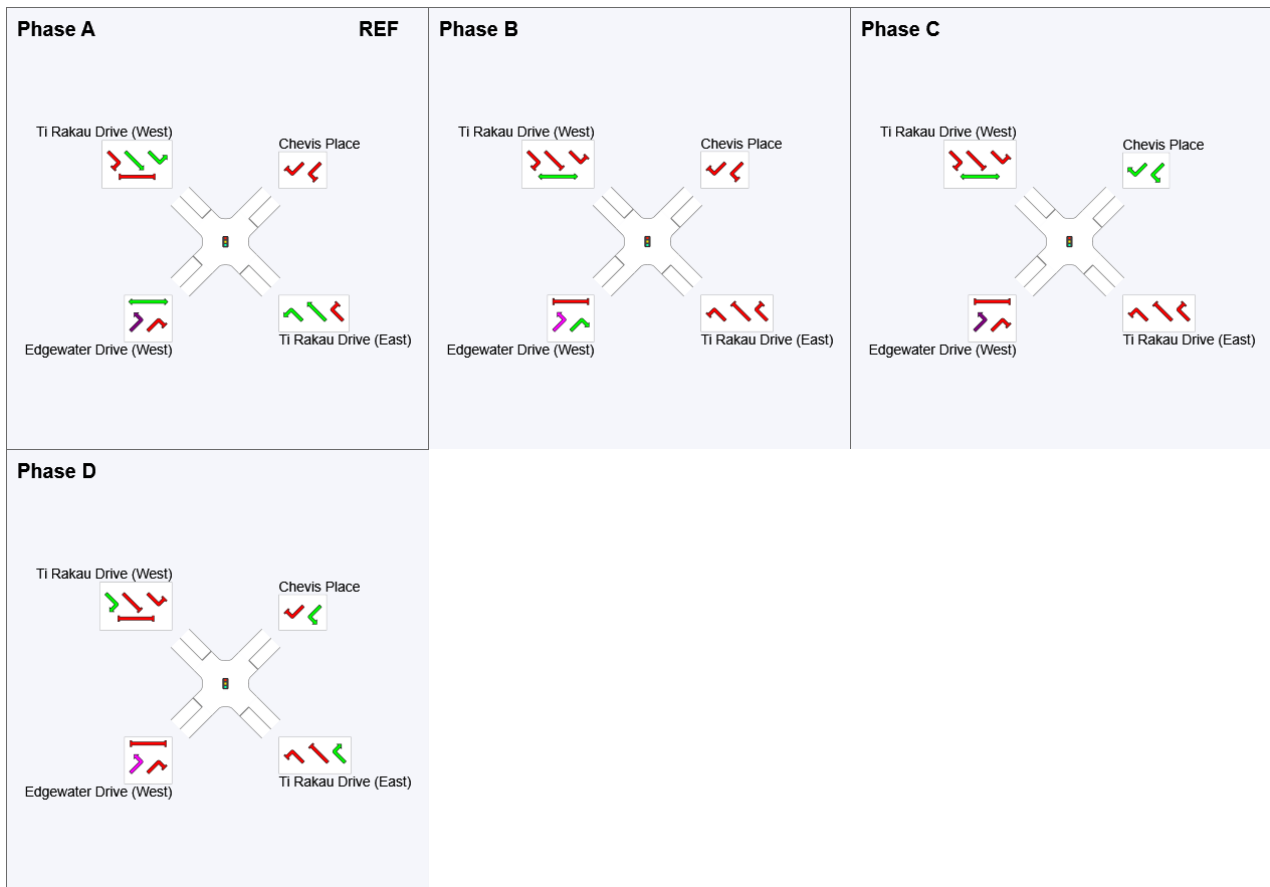 Phase A
REF
Ti Rakau Drive (West)
Chevis Place
Edgewater Drive (West)
Ti Rakau Drive (East)
Phase B
Ti Rakau Drive (West)
Chevis Place
Edgewater Drive (West)
Ti Rakau Drive (East)
Phase C
Ti Rakau Drive (West)
Chevis Place
Edgewater Drive (West)
Ti Rakau Drive (East)
Phase D
Ti Rakau Drive (West)
Chevis Place
Edgewater Drive (West)
Ti Rakau Drive (East)